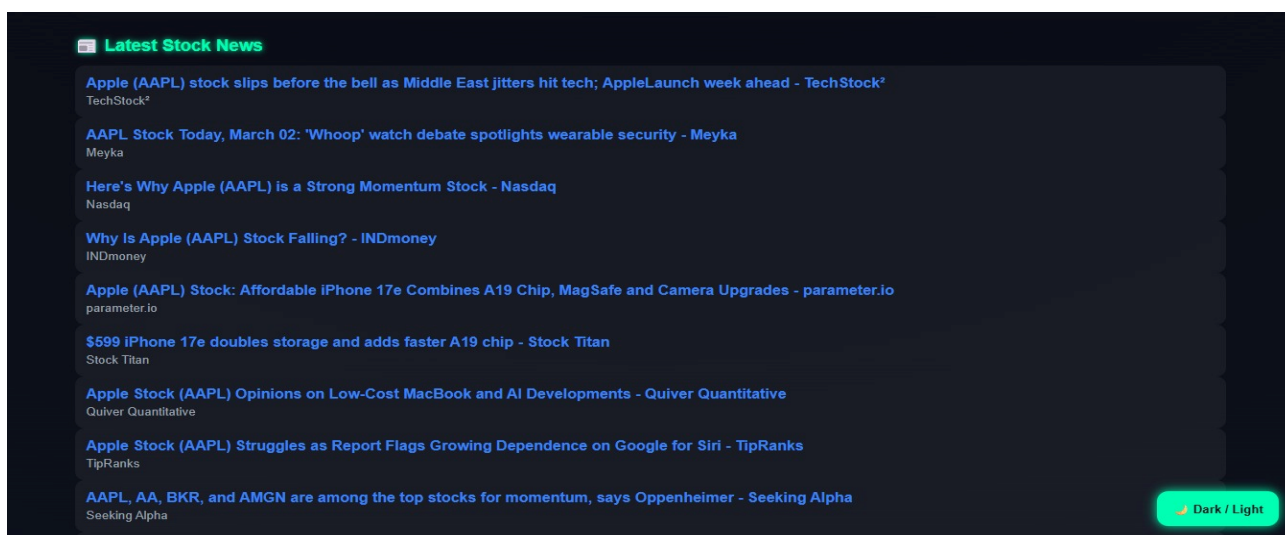 Latest Stock News
Apple (AAPL) stock slips before the bell as Middle East jitters hit tech; AppleLaunch week ahead - TechStock²
TechStock²
AAPL Stock Today, March 02: 'Whoop' watch debate spotlights wearable security - Meyka
Meyka
Here's Why Apple (AAPL) is a Strong Momentum Stock - Nasdaq
Nasdaq
Why Is Apple (AAPL) Stock Falling? - INDmoney
INDmoney
Apple (AAPL) Stock: Affordable iPhone 17e Combines A19 Chip, MagSafe and Camera Upgrades - parameter.io
parameter.io
$599 iPhone 17e doubles storage and adds faster A19 chip - Stock Titan
Stock Titan
Apple Stock (AAPL) Opinions on Low-Cost MacBook and AI Developments - Quiver Quantitative
Quiver Quantitative
Apple Stock (AAPL) Struggles as Report Flags Growing Dependence on Google for Siri - TipRanks
TipRanks
AAPL, AA, BKR, and AMGN are among the top stocks for momentum, says Oppenheimer - Seeking Alpha
Seeking Alpha
Dark / Light